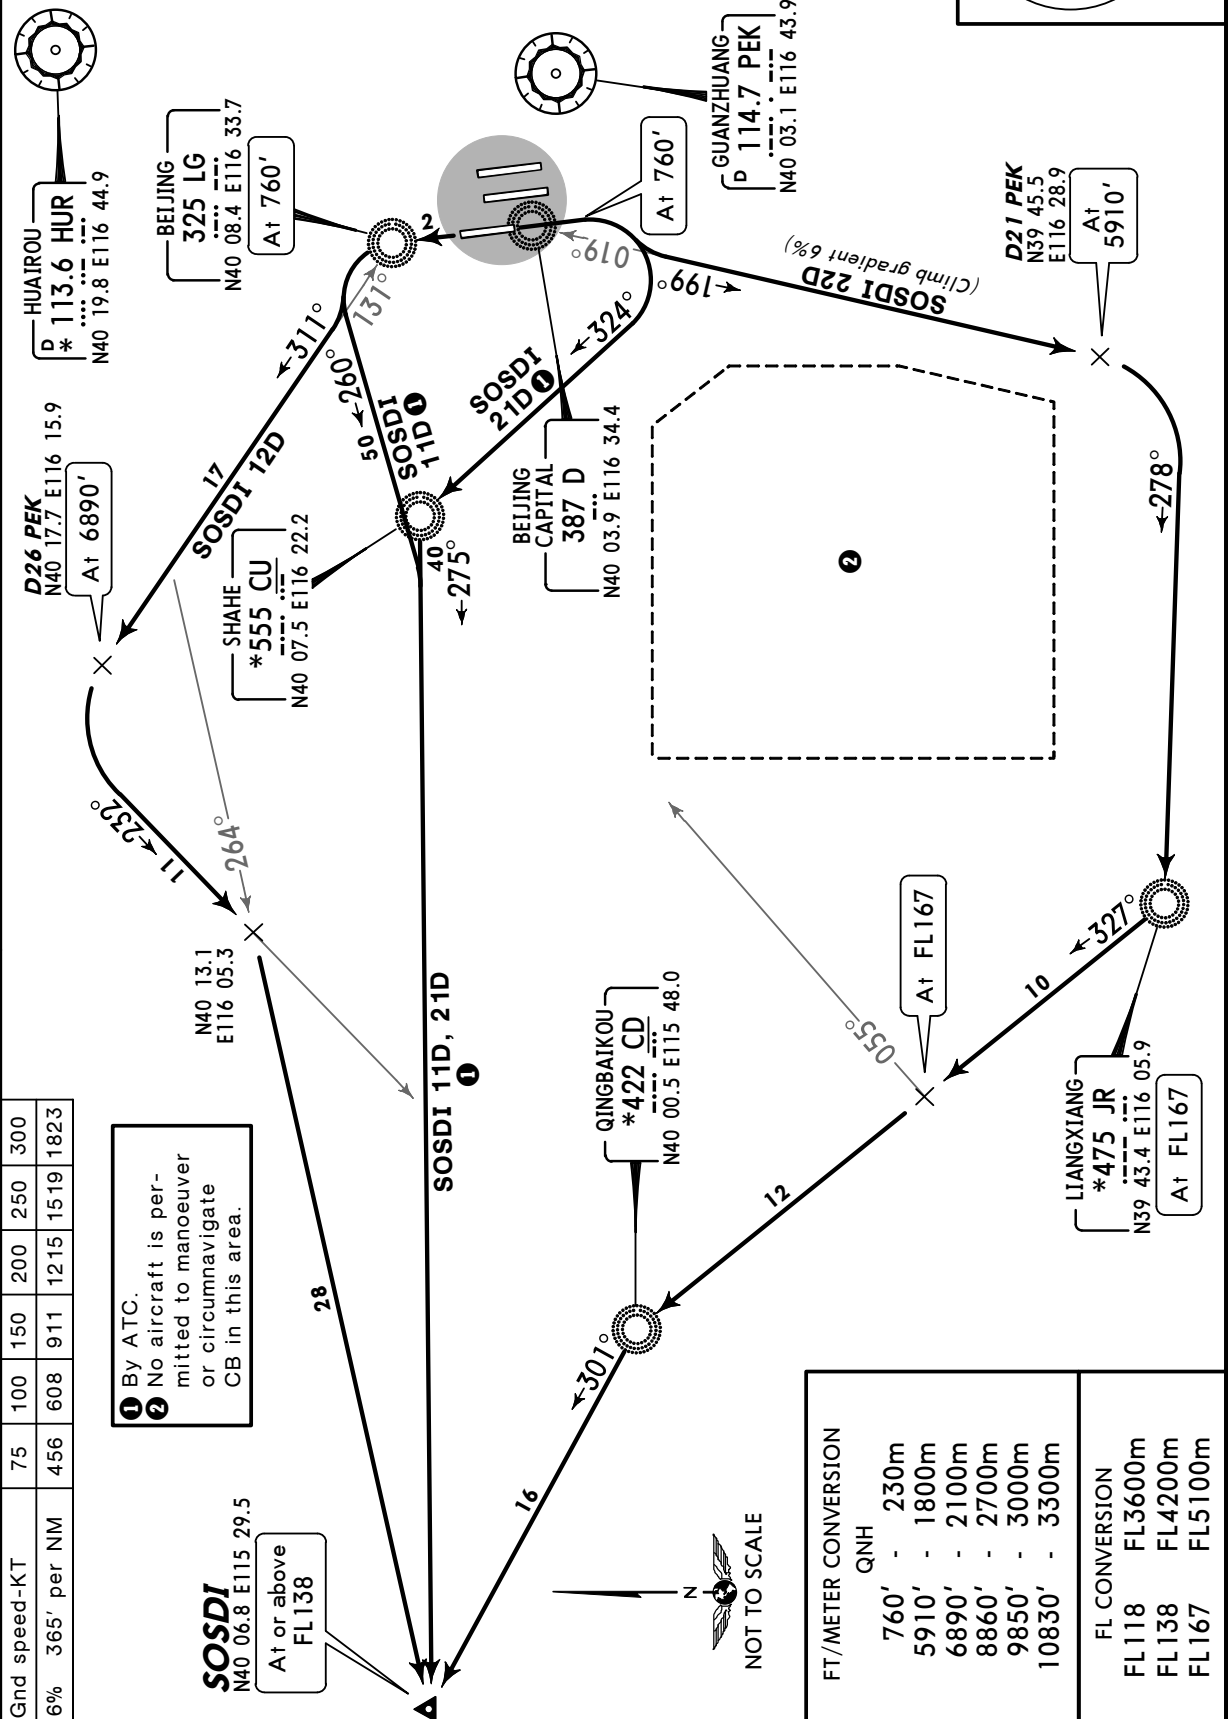 Gnd speed-KT 75 100 150 200 250 300
6% 365' per NM 456 608 911 1215 1519 1823
❶ By ATC.
❷ No aircraft is per-
mitted to manoeuver
or circumnavigate
CB in this area.
SOSDI
N40 06.8 E115 29.5
At or above
FL138
D26 PEK
N40 17.7 E116 15.9
At 6890'
HUAIROU
D
* 113.6 HUR
N40 19.8 E116 44.9
BEIJING
325 LG
N40 08.4 E116 33.7
At 760'
SHAHE
*555 CU
N40 07.5 E116 22.2
N40 13.1
E116 05.3
28
11
232°
264°
17
SOSDI 12D
311°
131°
260°
50
SOSDI
11D ❶
40
275°
2
SOSDI 11D, 21D
❶
SOSDI
21D ❶
324°
019°
199°
At 760'
GUANZHUANG
D
114.7 PEK
N40 03.1 E116 43.9
BEIJING
CAPITAL
387 D
N40 03.9 E116 34.4
SOSDI 22D
(Climb gradient 6%)
D21 PEK
N39 45.5
E116 28.9
At
5910'
❷
278°
QINGBAIKOU
*422 CD
N40 00.5 E115 48.0
301°
16
12
At FL167
055°
10
327°
LIANGXIANG
*475 JR
N39 43.4 E116 05.9
At FL167
N
NOT TO SCALE
FT/METER CONVERSION
QNH
760' - 230m
5910' - 1800m
6890' - 2100m
8860' - 2700m
9850' - 3000m
10830' - 3300m
FL CONVERSION
FL118 FL3600m
FL138 FL4200m
FL167 FL5100m